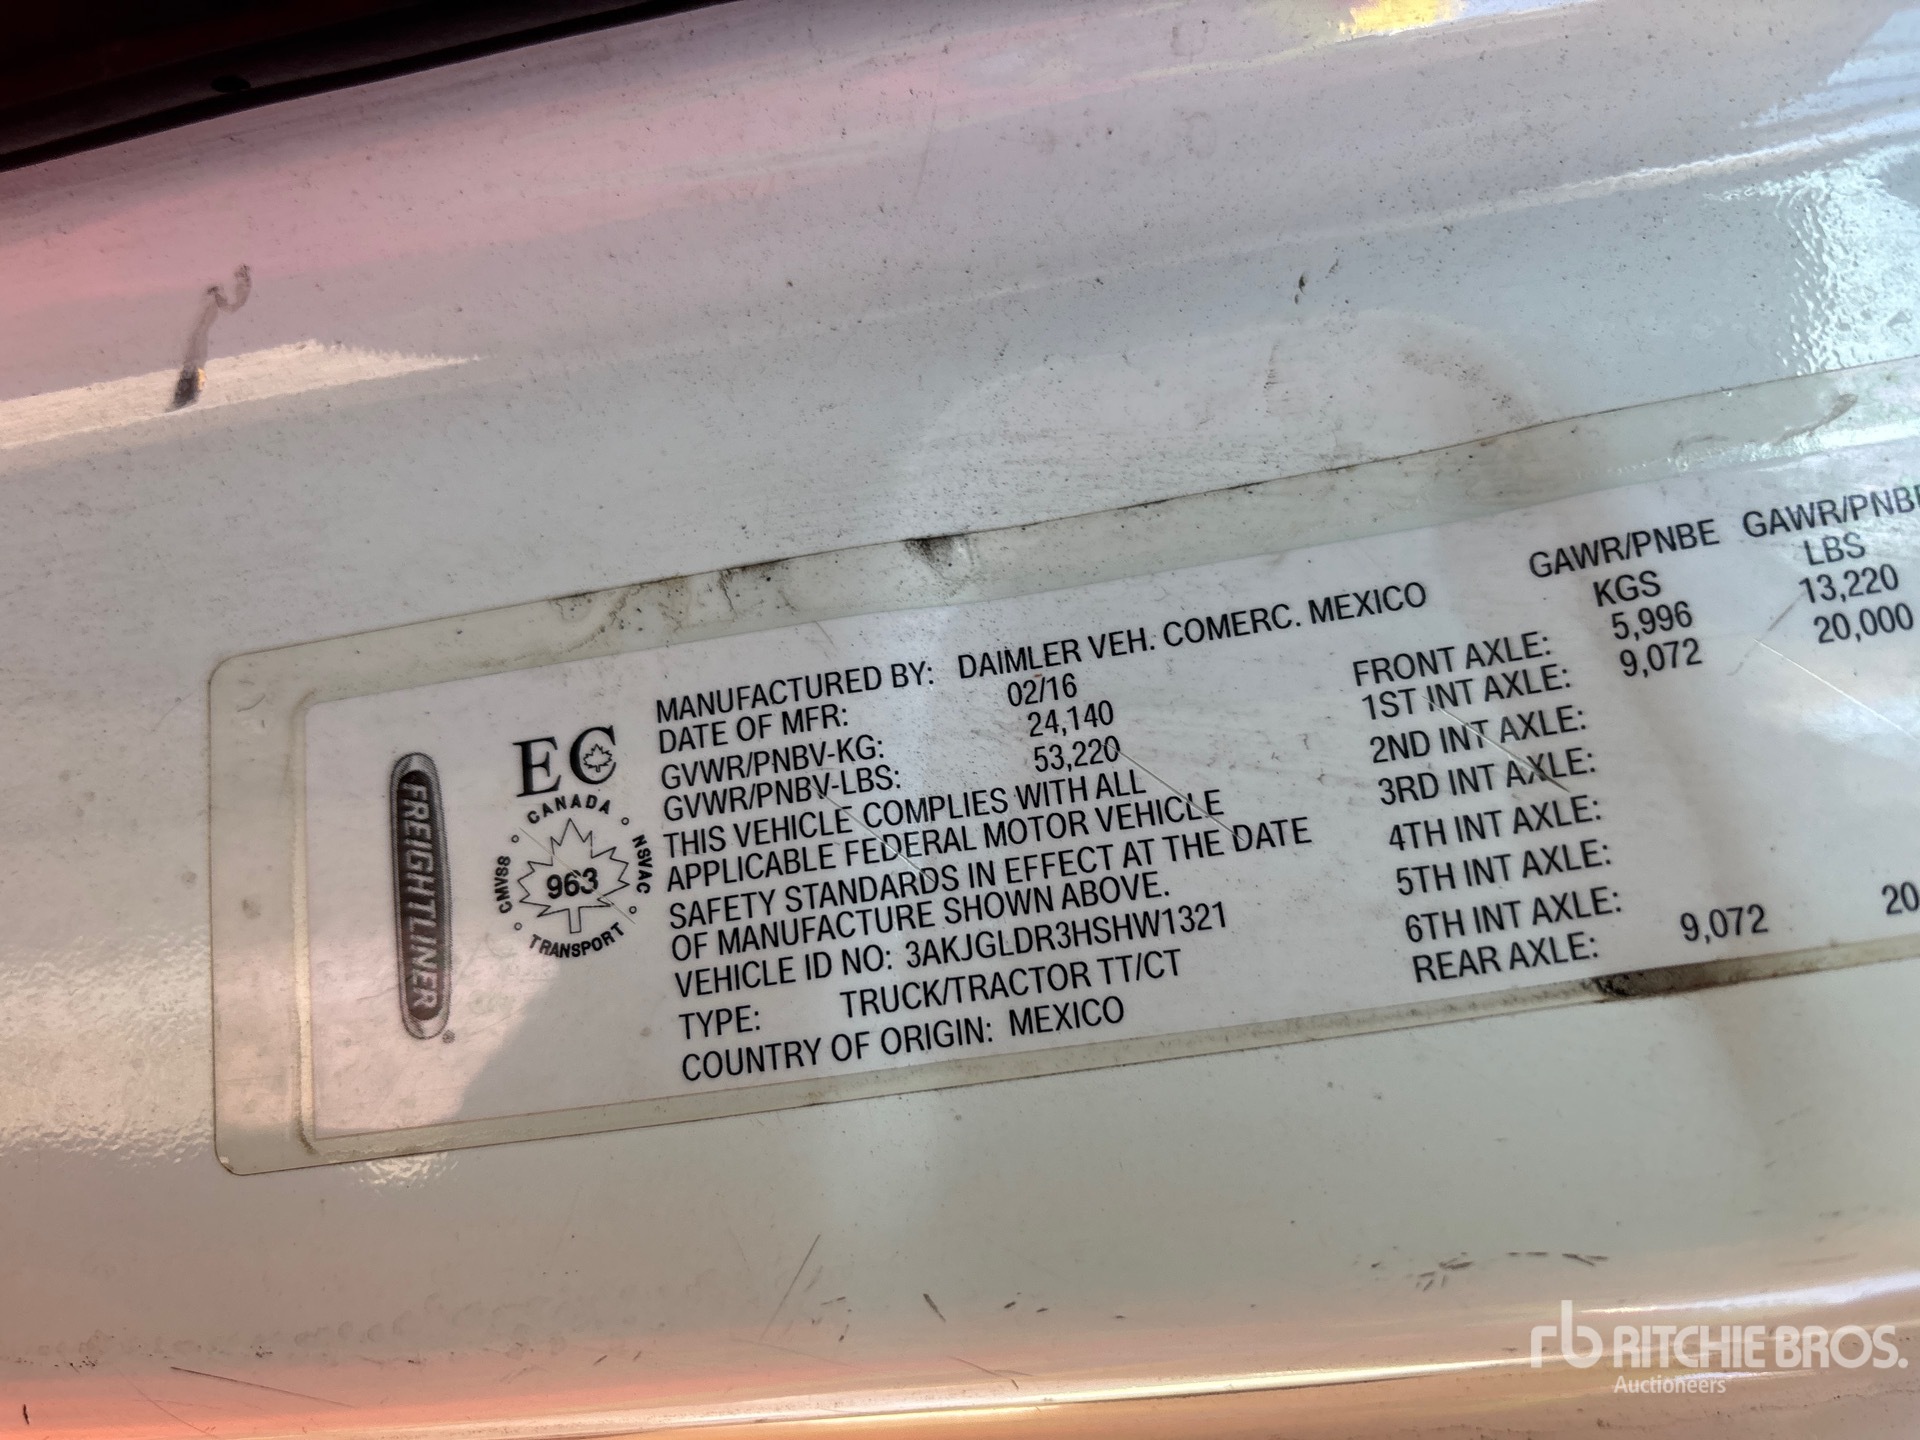 FREIGHTLINER
EC
CANADA
CMVSS
NSVAC
963
TRANSPORT
MANUFACTURED BY: DAIMLER VEH. COMERC. MEXICO
DATE OF MFR: 02/16
GVWR/PNBV-KG: 24,140
GVWR/PNBV-LBS: 53,220
THIS VEHICLE COMPLIES WITH ALL
APPLICABLE FEDERAL MOTOR VEHICLE
SAFETY STANDARDS IN EFFECT AT THE DATE
OF MANUFACTURE SHOWN ABOVE.
VEHICLE ID NO: 3AKJGLDR3HSHW1321
TYPE: TRUCK/TRACTOR TT/CT
COUNTRY OF ORIGIN: MEXICO
GAWR/PNBE GAWR/PNBE
KGS LBS
FRONT AXLE: 5,996 13,220
1ST INT AXLE: 9,072 20,000
2ND INT AXLE:
3RD INT AXLE:
4TH INT AXLE:
5TH INT AXLE:
6TH INT AXLE:
REAR AXLE: 9,072 20
rb RITCHIE BROS.
Auctioneers